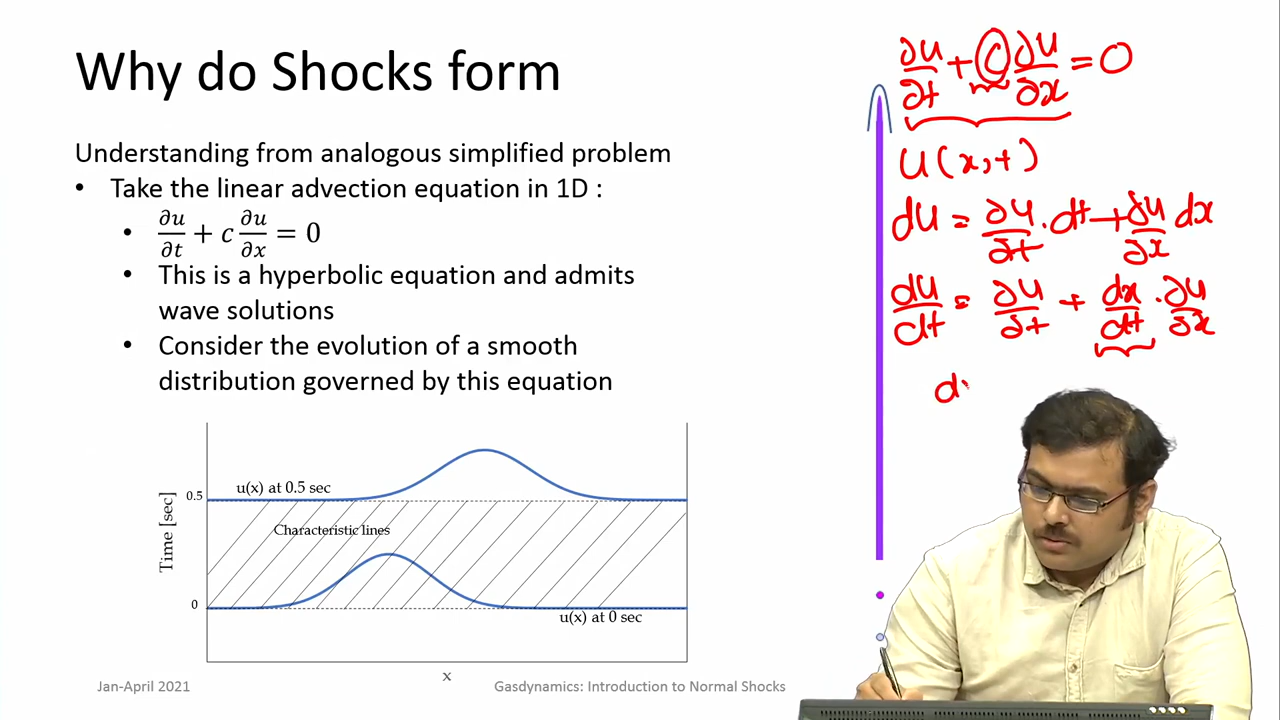 Why do Shocks form
Understanding from analogous simplified problem
• Take the linear advection equation in 1D :
• ∂u/∂t + c ∂u/∂x = 0
• This is a hyperbolic equation and admits
wave solutions
• Consider the evolution of a smooth
distribution governed by this equation
u(x) at 0.5 sec
0.5
Characteristic lines
Time [sec]
0
u(x) at 0 sec
x
Jan-April 2021
Gasdynamics: Introduction to Normal Shocks
∂u/∂t + c ∂u/∂x = 0
u(x,t)
du = ∂u/∂t . dt + ∂u/∂x dx
du/dt = ∂u/∂t + dx/dt . ∂u/∂x
d